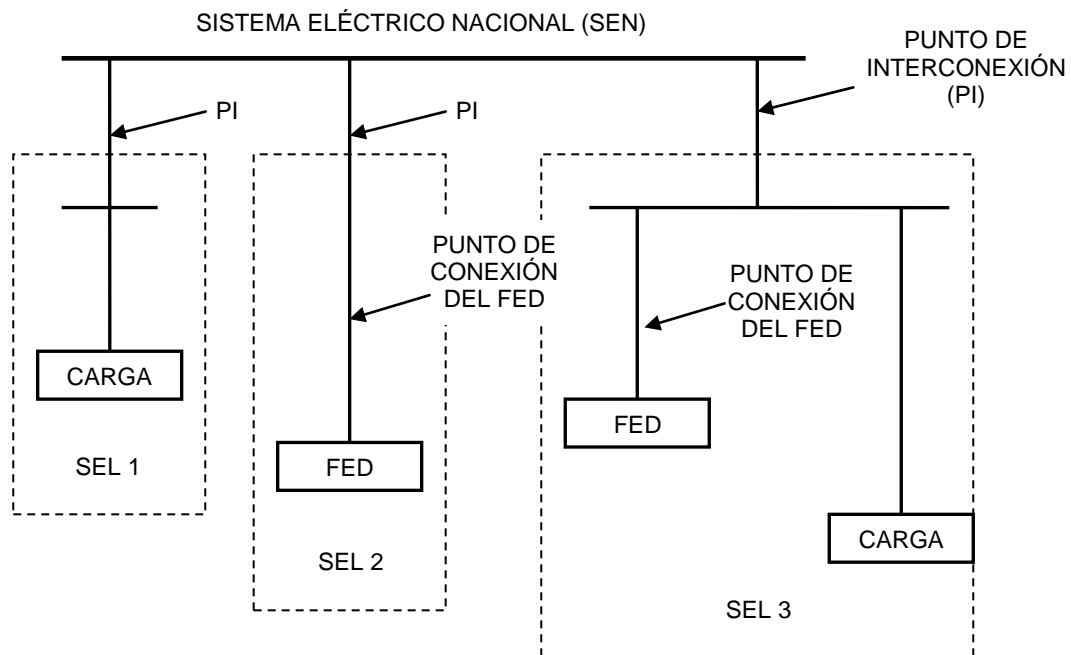 SISTEMA ELÉCTRICO NACIONAL (SEN)
PUNTO DE
INTERCONEXIÓN
(PI)
PI
PI
PUNTO DE
CONEXIÓN
DEL FED
PUNTO DE
CONEXIÓN
DEL FED
CARGA
FED
SEL 1
FED
CARGA
SEL 2
SEL 3